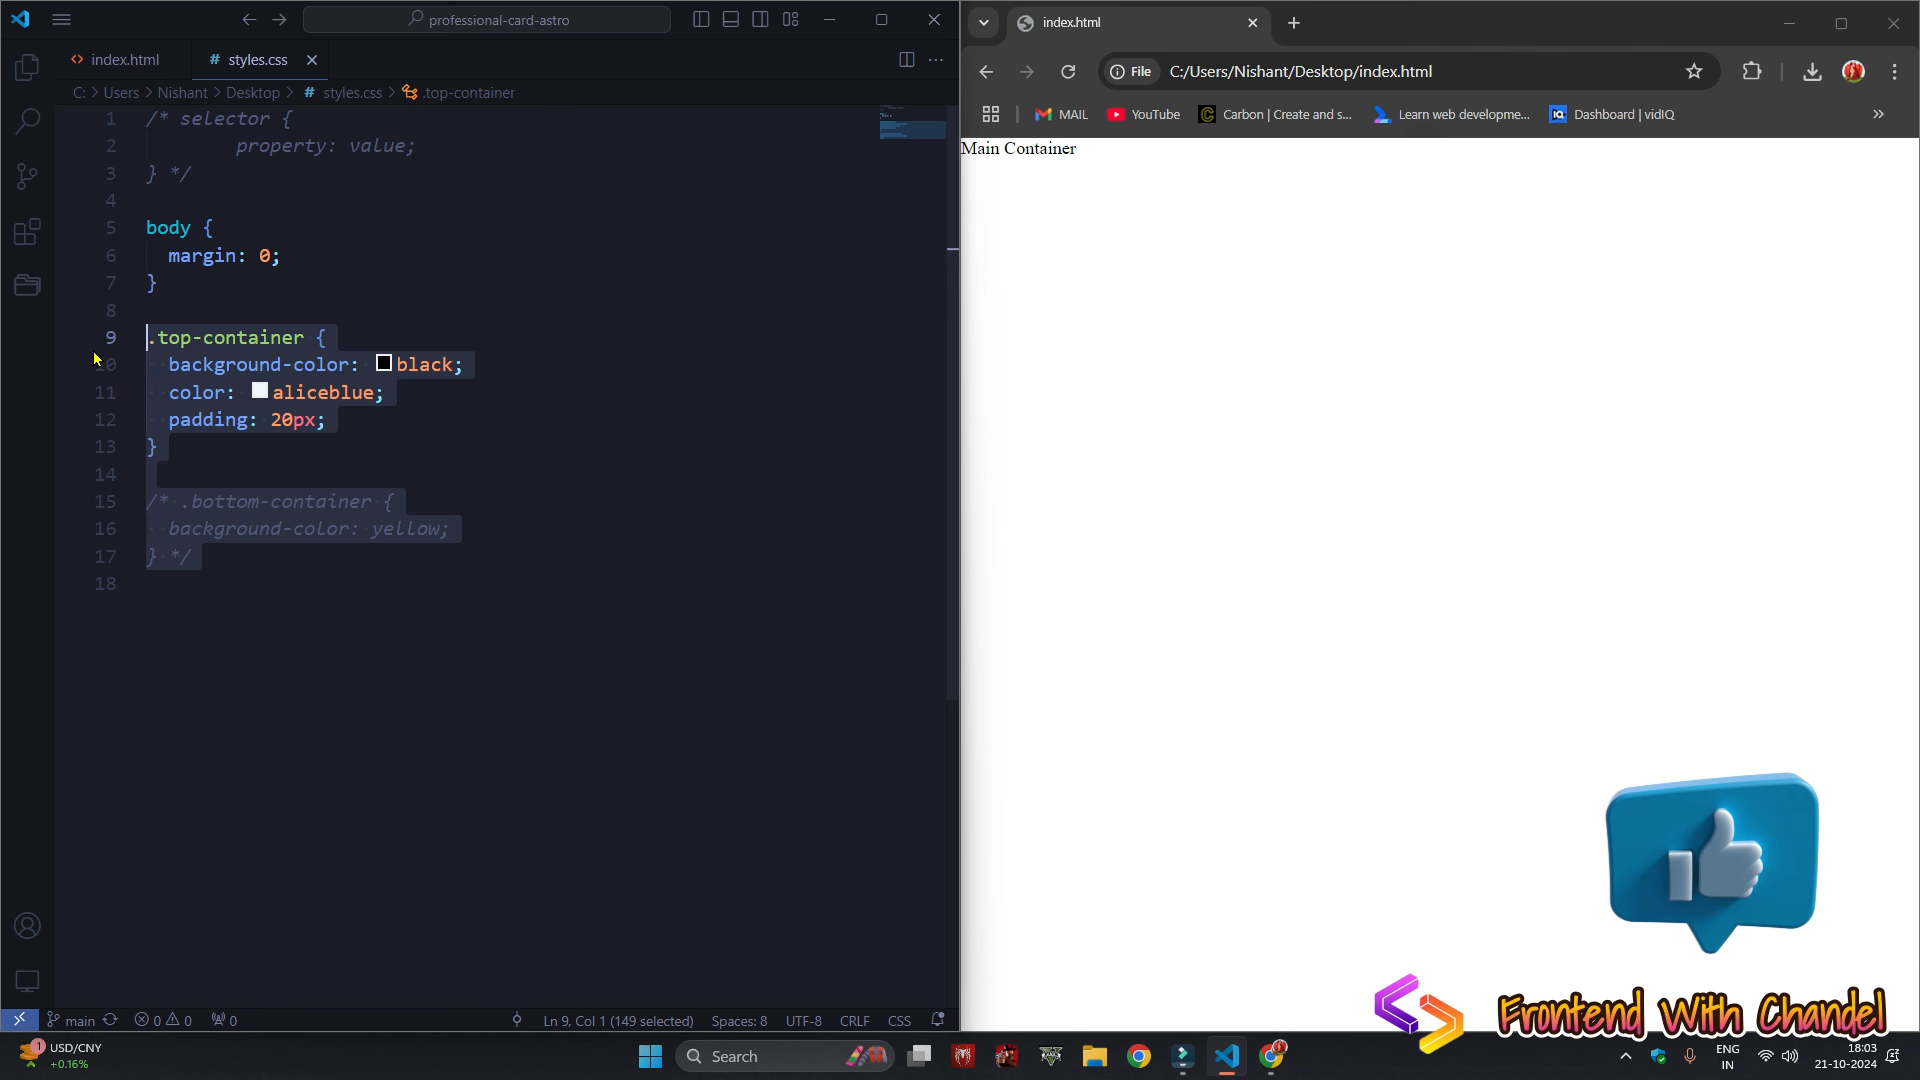 professional-card-astro
index.html
styles.css
C: > Users > Nishant > Desktop > # styles.css > .top-container
1 /* selector {
2 property: value;
3 } */
4
5 body {
6 margin: 0;
7 }
8
9 .top-container {
10 background-color: black;
11 color: aliceblue;
12 padding: 20px;
13 }
14
15 /* .bottom-container {
16 background-color: yellow;
17 } */
18
main
0 0
0
Ln 9, Col 1 (149 selected)
Spaces: 8
UTF-8
CRLF
CSS
index.html
File
C:/Users/Nishant/Desktop/index.html
MAIL
YouTube
Carbon | Create and s...
Learn web developme...
Dashboard | vidIQ
Main Container
Frontend With Chandel
1
USD/CNY
+0.16%
Search
ENG
IN
18:03
21-10-2024